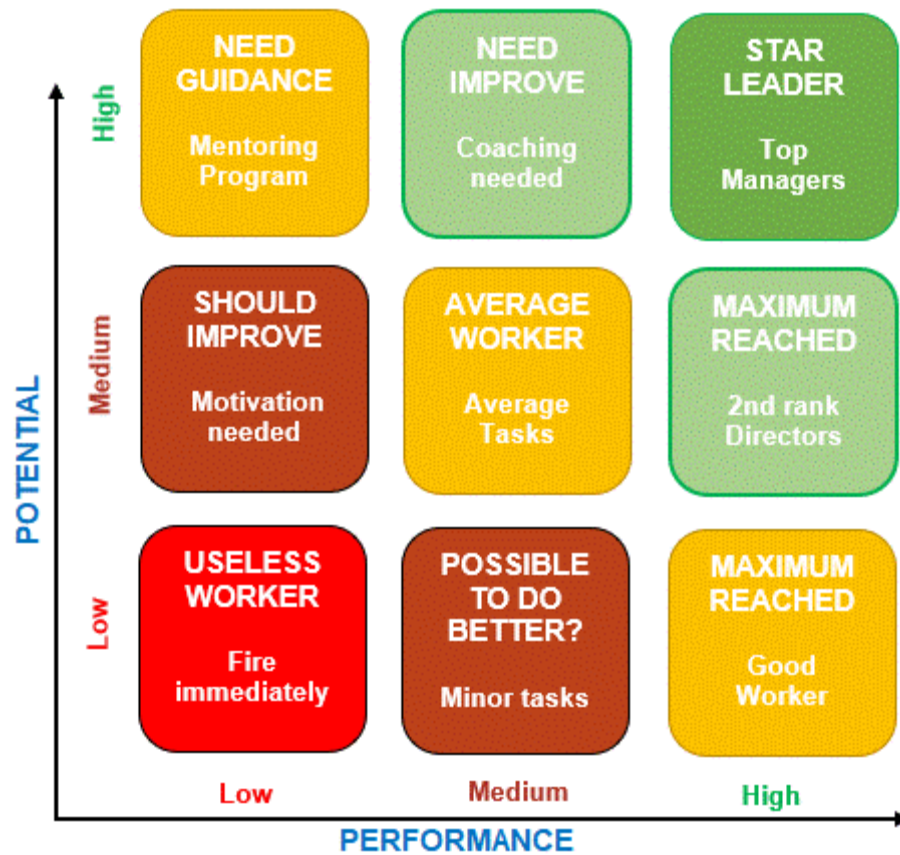 NEED
GUIDANCE
Mentoring
Program
NEED
IMPROVE
Coaching
needed
STAR
LEADER
Top
Managers
High
SHOULD
IMPROVE
Motivation
needed
AVERAGE
WORKER
Average
Tasks
MAXIMUM
REACHED
2nd rank
Directors
Medium
POTENTIAL
USELESS
WORKER
Fire
immediately
POSSIBLE
TO DO
BETTER?
Minor tasks
MAXIMUM
REACHED
Good
Worker
Low
Low
Medium
High
PERFORMANCE